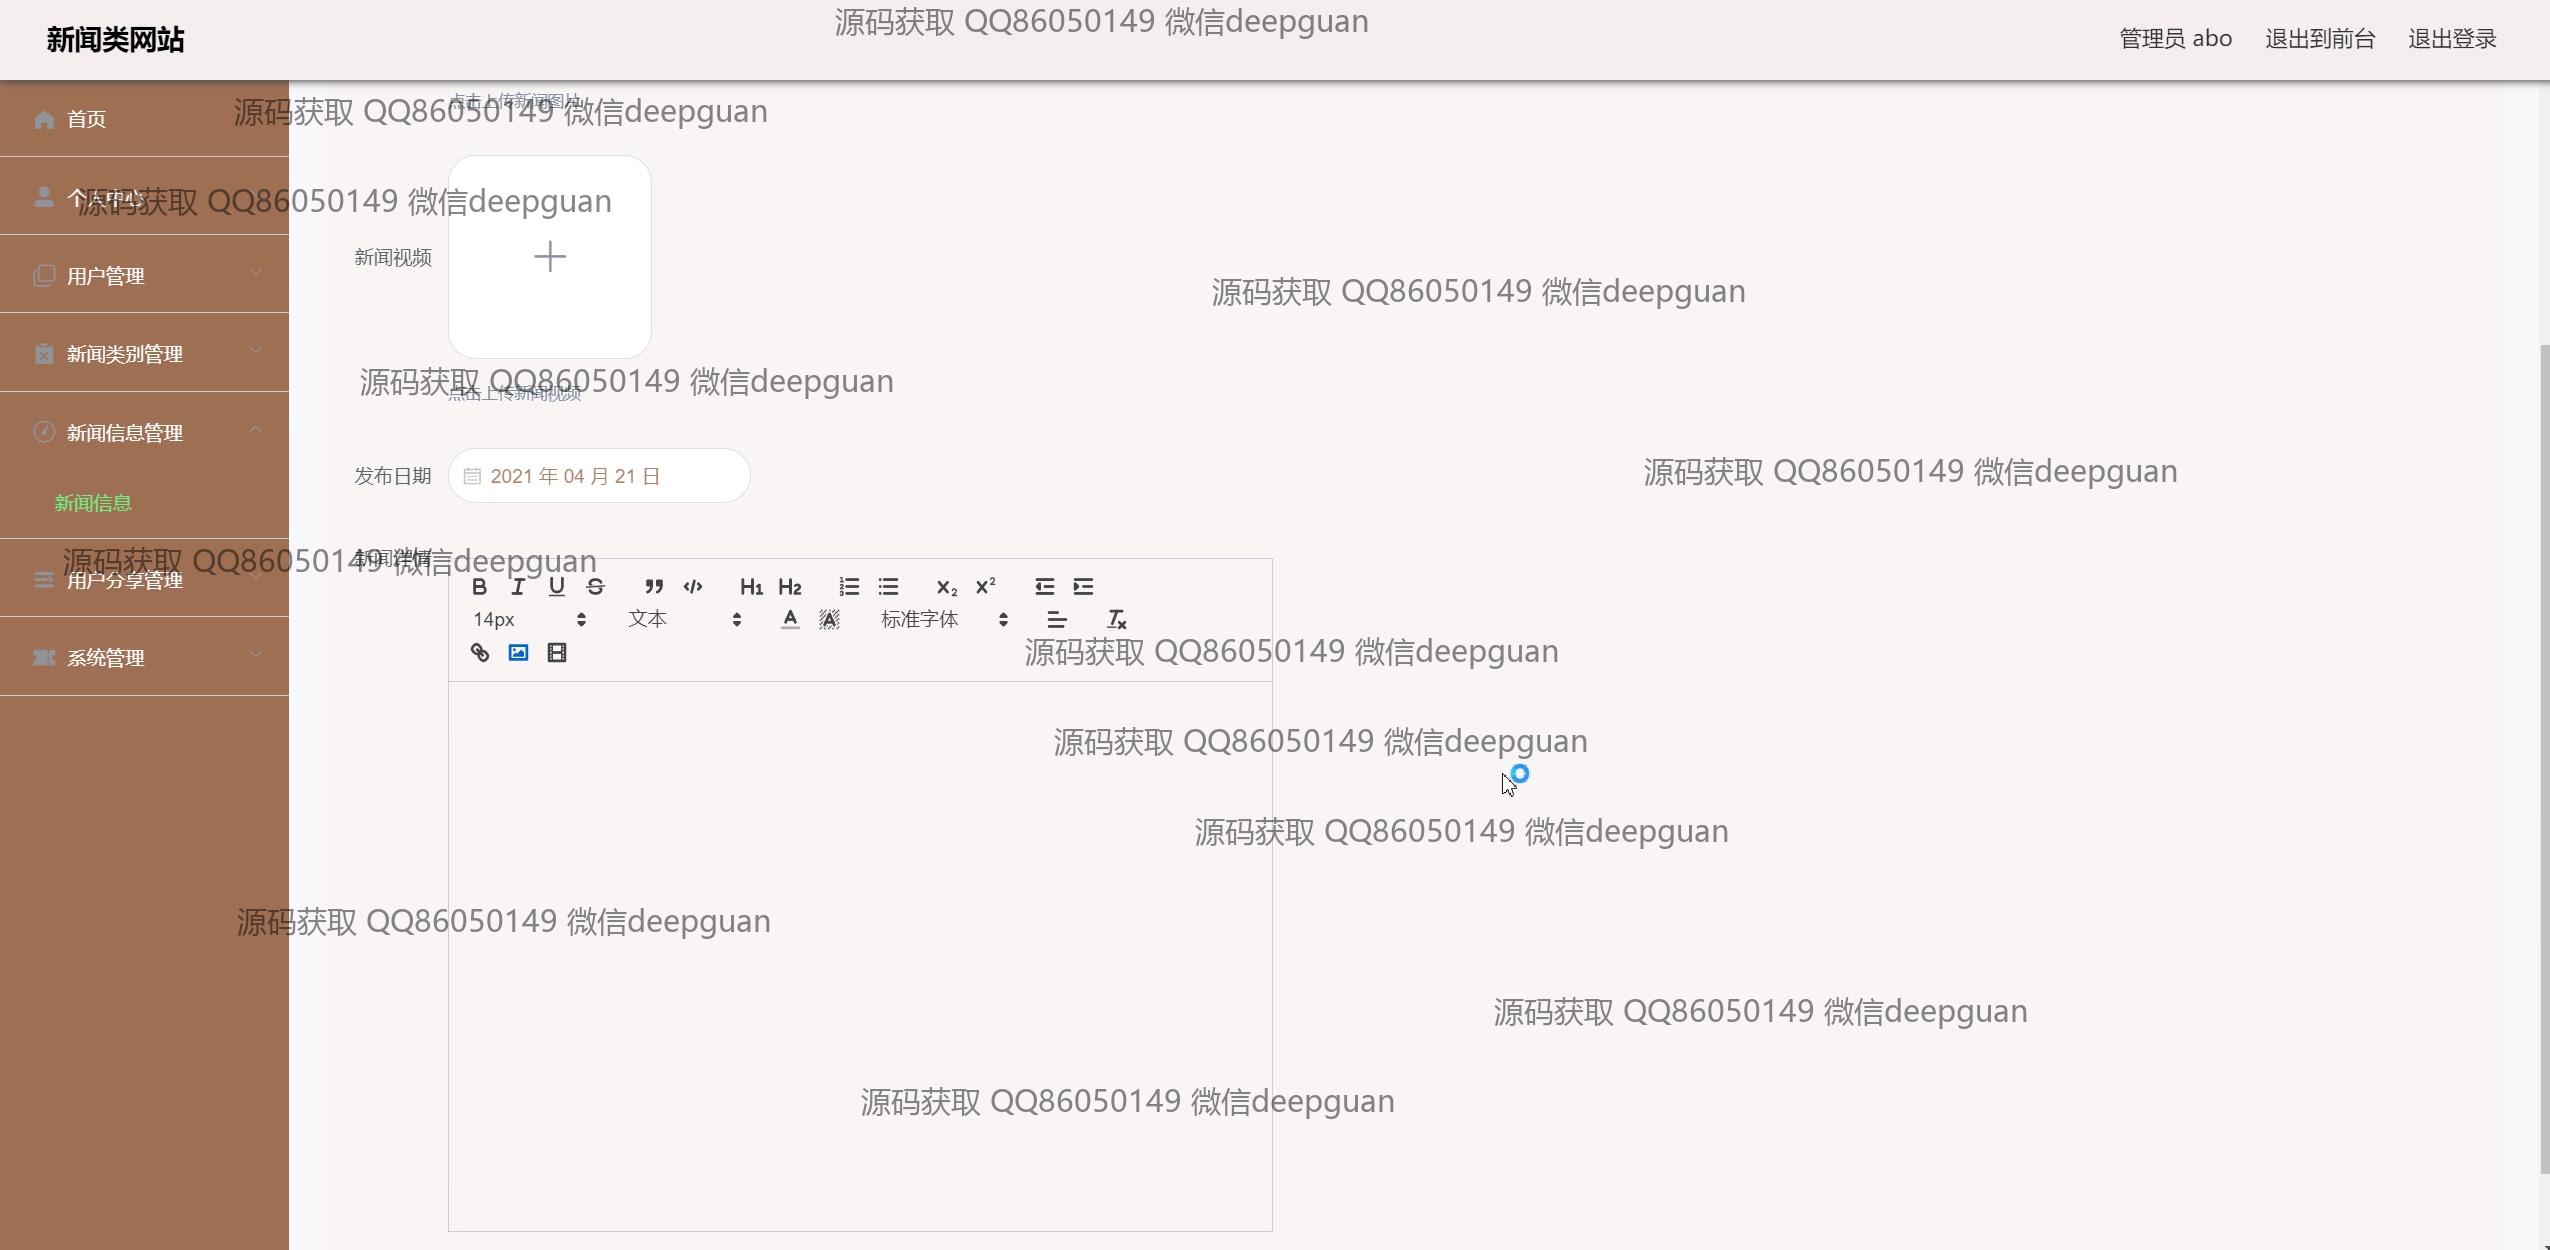 新闻类网站
源码获取 QQ86050149 微信deepguan
管理员 abo
退出到前台
退出登录
首页
点击上传新闻图片
源码获取 QQ86050149 微信deepguan
个人中心
源码获取 QQ86050149 微信deepguan
新闻视频
用户管理
源码获取 QQ86050149 微信deepguan
新闻类别管理
源码获取 QQ86050149 微信deepguan
点击上传新闻视频
新闻信息管理
发布日期
2021 年 04 月 21 日
源码获取 QQ86050149 微信deepguan
新闻信息
新闻详情
源码获取 QQ86050149 微信deepguan
用户分享管理
B I U S H1 H2 X2 X2
14px 文本 A A 标准字体
源码获取 QQ86050149 微信deepguan
系统管理
源码获取 QQ86050149 微信deepguan
源码获取 QQ86050149 微信deepguan
源码获取 QQ86050149 微信deepguan
源码获取 QQ86050149 微信deepguan
源码获取 QQ86050149 微信deepguan